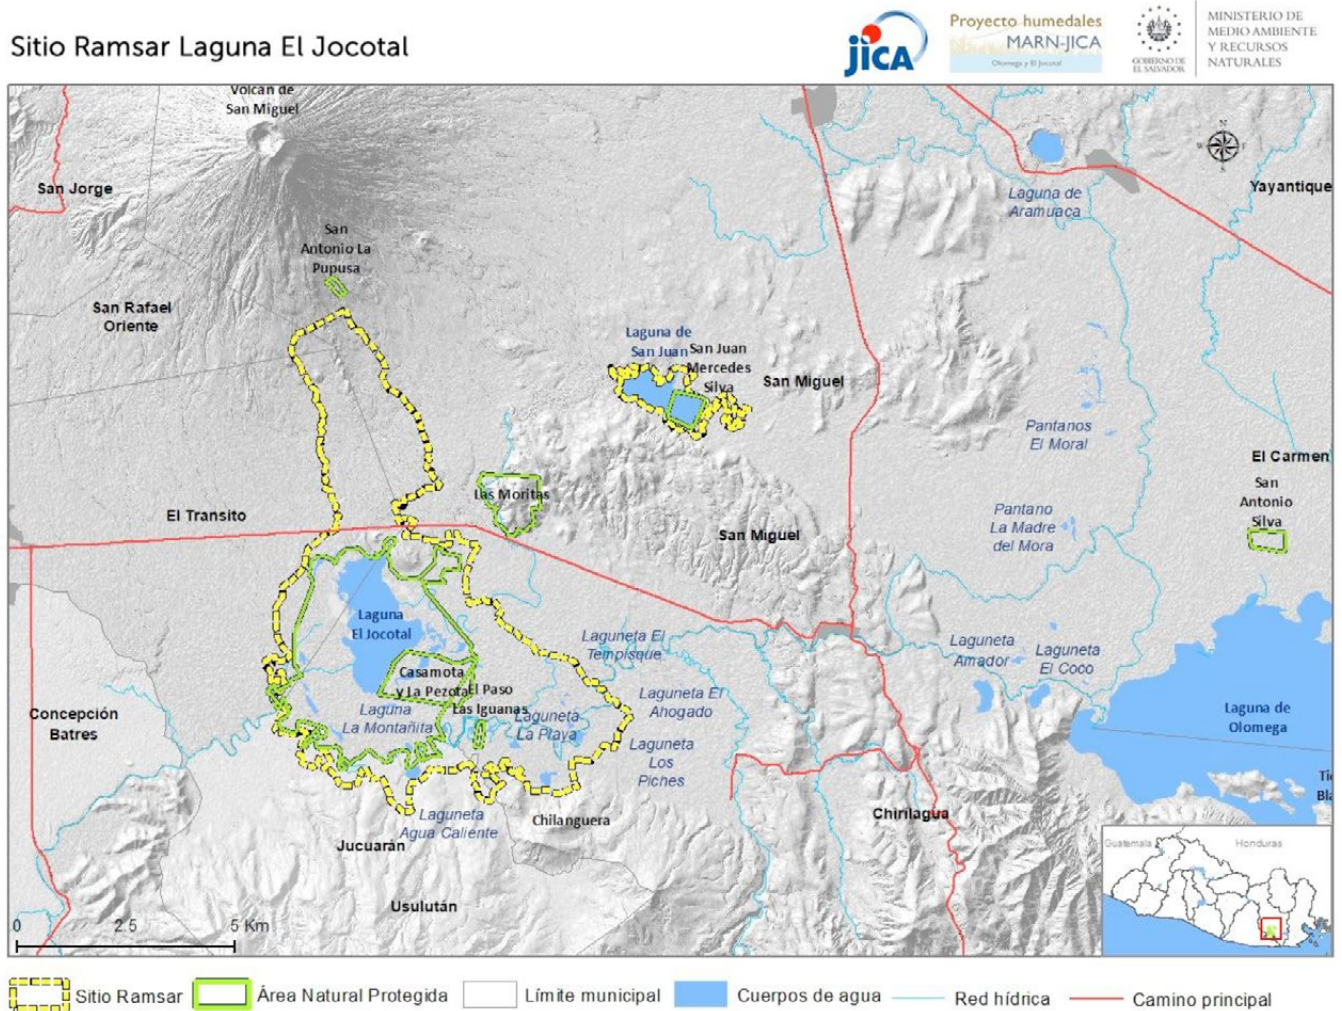 Sitio Ramsar Laguna El Jocotal
jICA
Proyecto humedales
MARN-JICA
Olomega y El Jocotal
GOBIERNO DE
EL SALVADOR
MINISTERIO DE
MEDIO AMBIENTE
Y RECURSOS
NATURALES
Volcán de
San Miguel
N
W
S
San Jorge
Laguna de
Aramuaca
Yayantique
San
Antonio La
Pupusa
San Rafael
Oriente
Laguna de
San Juan
San Juan
Mercedes
Silva
San Miguel
Pantanos
El Moral
El Carmen
San
Antonio
Silva
Las Moritas
El Transito
San Miguel
Pantano
La Madre
del Mora
Laguna
El Jocotal
Laguneta El
Tempisque
Laguneta
Amador
Laguneta
El Coco
Casamota
y La Pezota
El Paso
Las Iguanas
Laguneta El
Ahogado
Concepción
Batres
Laguna
La Montañita
Laguneta
La Playa
Laguna de
Olomega
Laguneta
Los
Piches
Laguneta
Agua Caliente
Chilanguera
Chirilagua
Jucuarán
Usulután
Guatemala
Honduras
0 2.5 5 Km
Sitio Ramsar
Área Natural Protegida
Límite municipal
Cuerpos de agua
Red hídrica
Camino principal